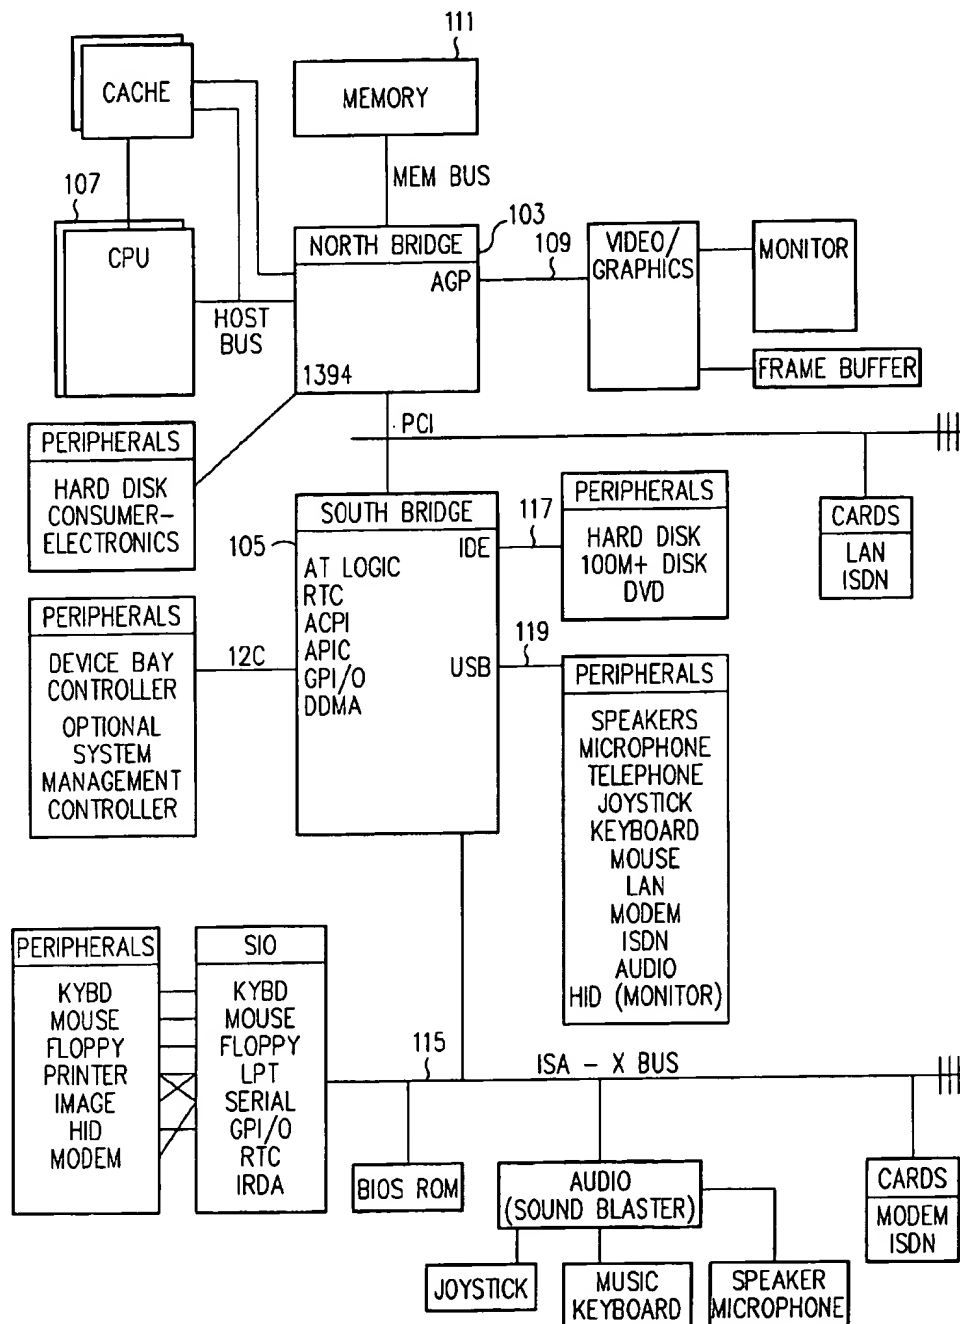 111
CACHE
MEMORY
107
MEM BUS
CPU
NORTH BRIDGE
103
AGP
109
VIDEO/
GRAPHICS
MONITOR
HOST
BUS
1394
FRAME BUFFER
PCI
PERIPHERALS
HARD DISK
CONSUMER-
ELECTRONICS
SOUTH BRIDGE
105
IDE
117
AT LOGIC
RTC
ACPI
APIC
GPI/O
DDMA
USB
119
PERIPHERALS
HARD DISK
100M+ DISK
DVD
CARDS
LAN
ISDN
PERIPHERALS
DEVICE BAY
CONTROLLER
OPTIONAL
SYSTEM
MANAGEMENT
CONTROLLER
12C
PERIPHERALS
SPEAKERS
MICROPHONE
TELEPHONE
JOYSTICK
KEYBOARD
MOUSE
LAN
MODEM
ISDN
AUDIO
HID (MONITOR)
PERIPHERALS
KYBD
MOUSE
FLOPPY
PRINTER
IMAGE
HID
MODEM
SIO
KYBD
MOUSE
FLOPPY
LPT
SERIAL
GPI/O
RTC
IRDA
115
ISA - X BUS
BIOS ROM
AUDIO
(SOUND BLASTER)
CARDS
MODEM
ISDN
JOYSTICK
MUSIC
KEYBOARD
SPEAKER
MICROPHONE